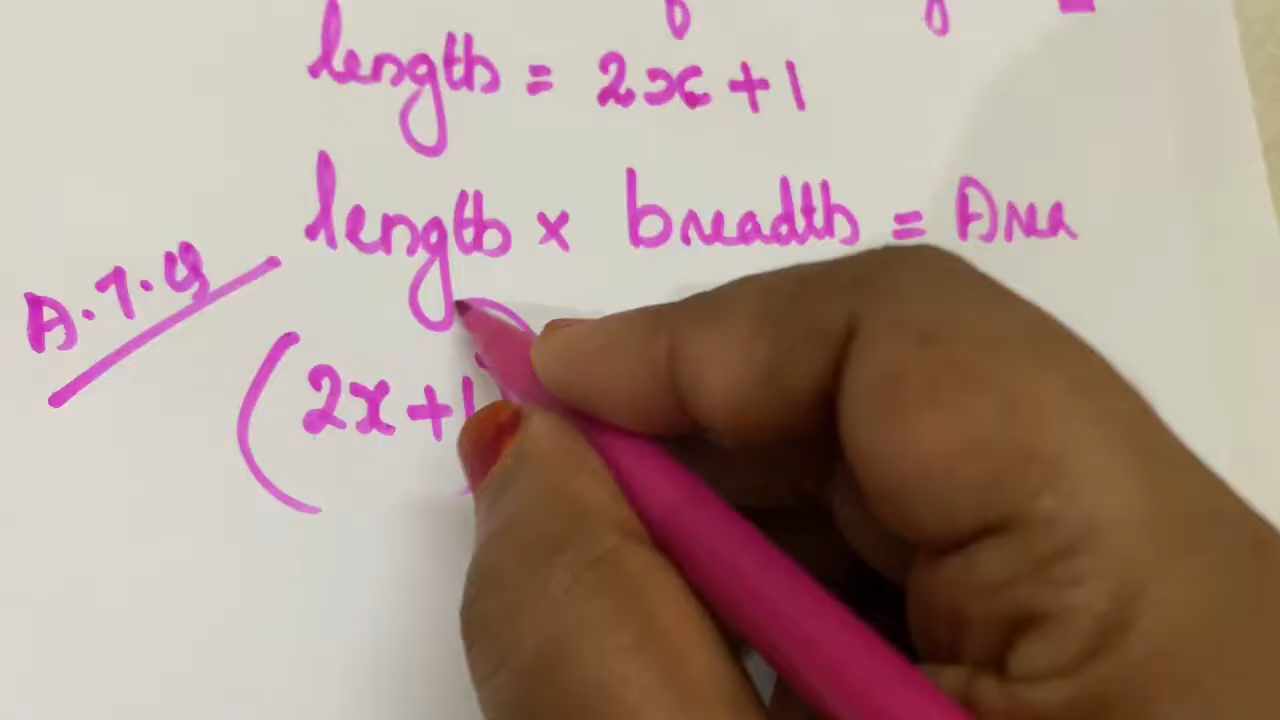 length = 2x + 1
length × breadth = Area
A.T.Q
(2x+1